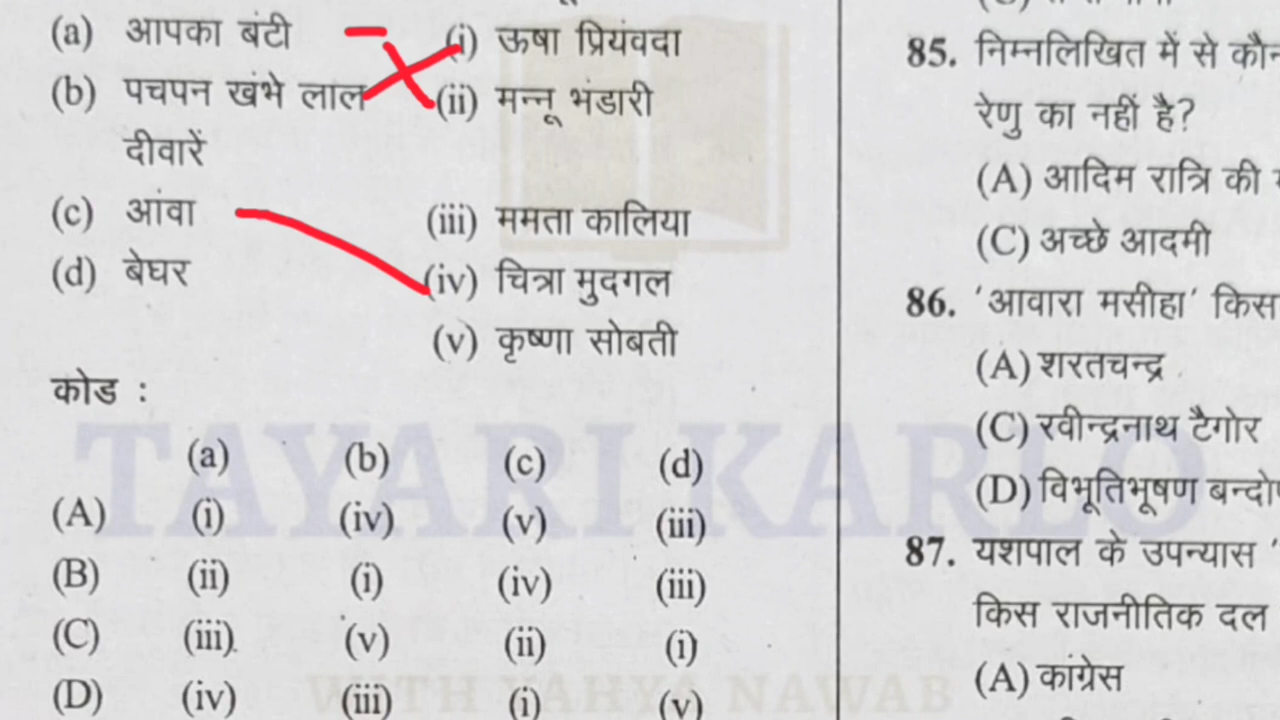 (a) आपका बंटी (i) ऊषा प्रियंवदा
(b) पचपन खंभे लाल (ii) मन्नू भंडारी
दीवारें
(c) आंवा (iii) ममता कालिया
(d) बेघर (iv) चित्रा मुदगल
(v) कृष्णा सोबती
कोड :
(a) (b) (c) (d)
(A) (i) (iv) (v) (iii)
(B) (ii) (i) (iv) (iii)
(C) (iii) (v) (ii) (i)
(D) (iv) (iii) (i) (v)
85. निम्नलिखित में से कौन
रेणु का नहीं है?
(A) आदिम रात्रि की
(C) अच्छे आदमी
86. 'आवारा मसीहा' किस
(A) शरतचन्द्र
(C) रवीन्द्रनाथ टैगोर
(D) विभूतिभूषण
87. यशपाल के उपन्यास '
किस राजनीतिक दल
(A) कांग्रेस
TAYARI KARLO
WITH YAHYA NAWAB